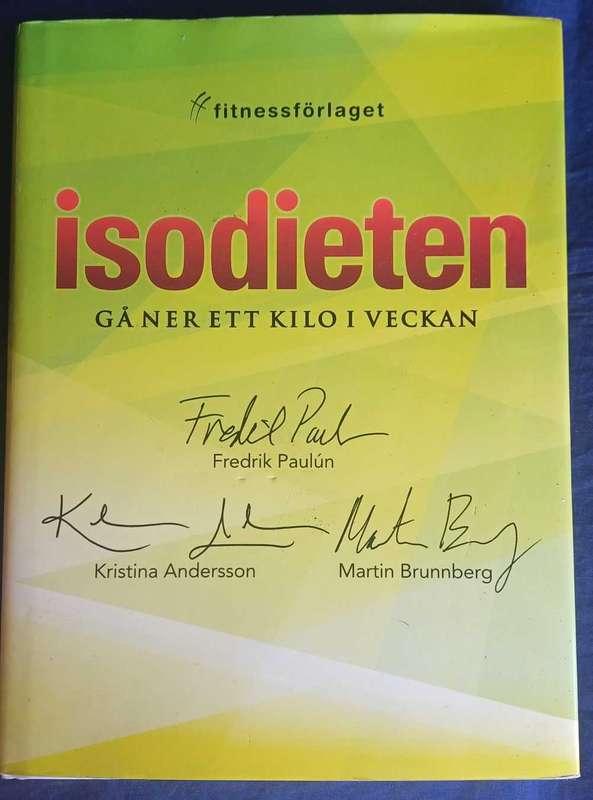 fitnessförlaget
isodieten
GÅ NER ETT KILO I VECKAN
Fredrik Paulún
Kristina Andersson
Martin Brunnberg